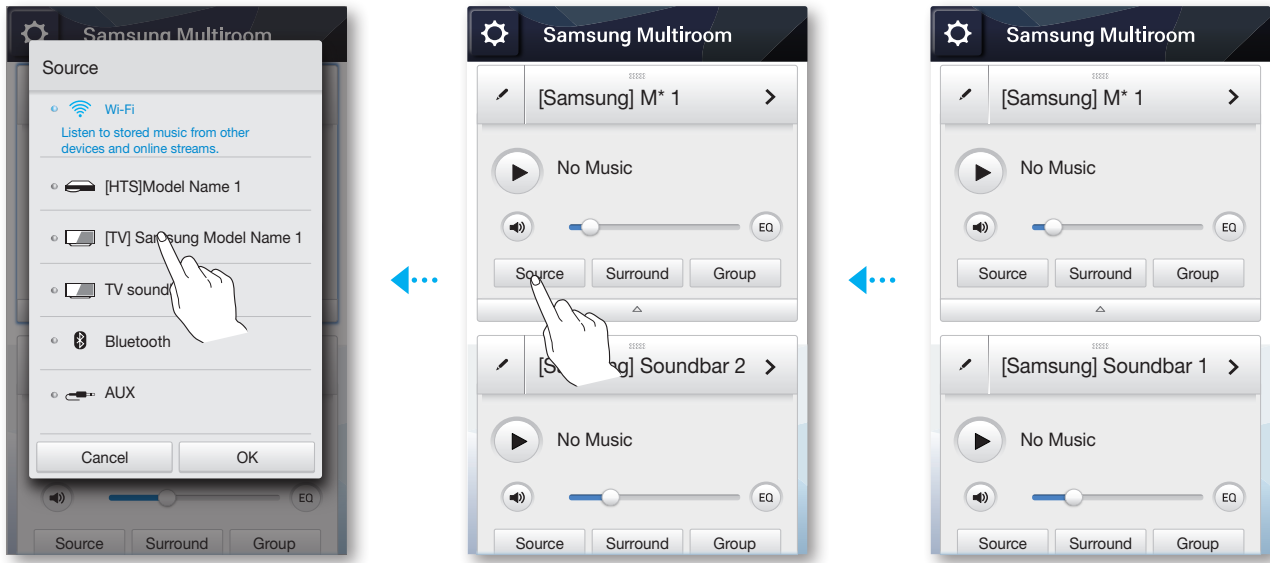 Samsung Multiroom
Source
Wi-Fi
Listen to stored music from other
devices and online streams.
[HTS]Model Name 1
[TV] Samsung Model Name 1
TV sound
Bluetooth
AUX
Cancel
OK
EQ
Source
Surround
Group
Samsung Multiroom
[Samsung] M* 1
No Music
EQ
Source
Surround
Group
[Samsung] Soundbar 2
No Music
EQ
Source
Surround
Group
Samsung Multiroom
[Samsung] M* 1
No Music
EQ
Source
Surround
Group
[Samsung] Soundbar 1
No Music
EQ
Source
Surround
Group